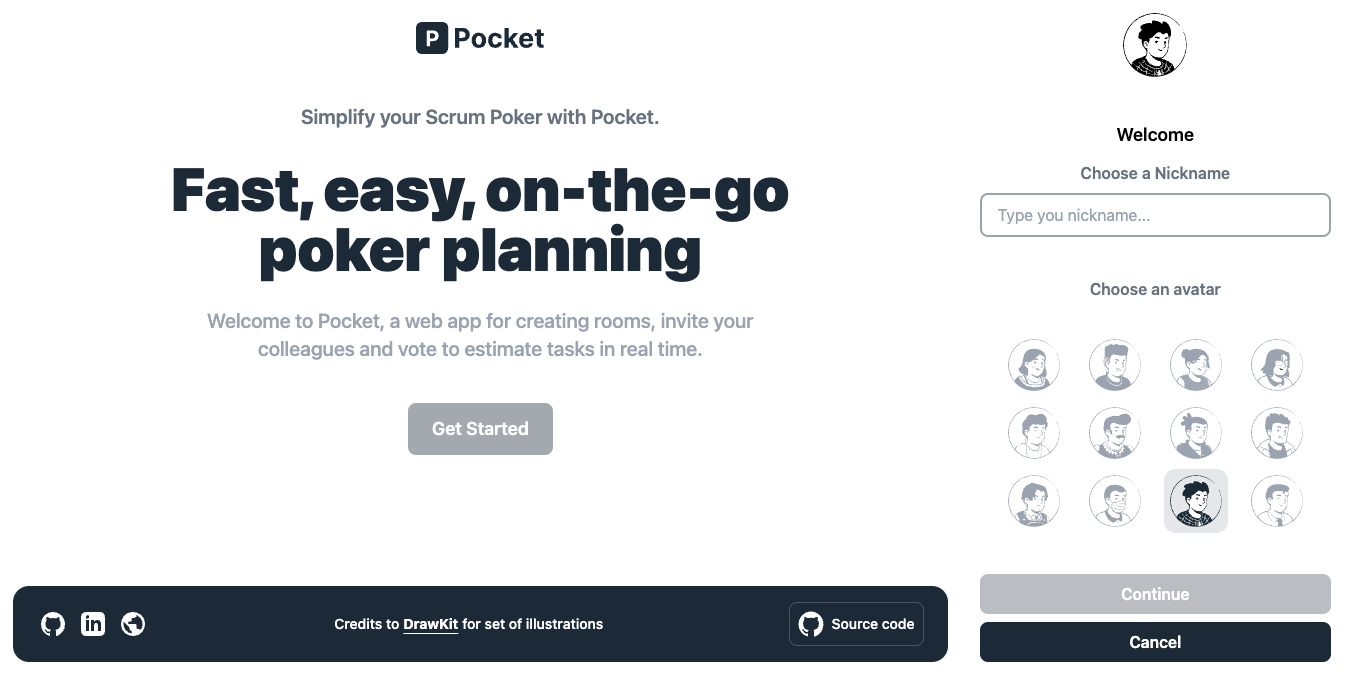 P Pocket
Simplify your Scrum Poker with Pocket.
Fast, easy, on-the-go
poker planning
Welcome to Pocket, a web app for creating rooms, invite your
colleagues and vote to estimate tasks in real time.
Get Started
in
Credits to DrawKit for set of illustrations
Source code
Welcome
Choose a Nickname
Type you nickname...
Choose an avatar
Continue
Cancel